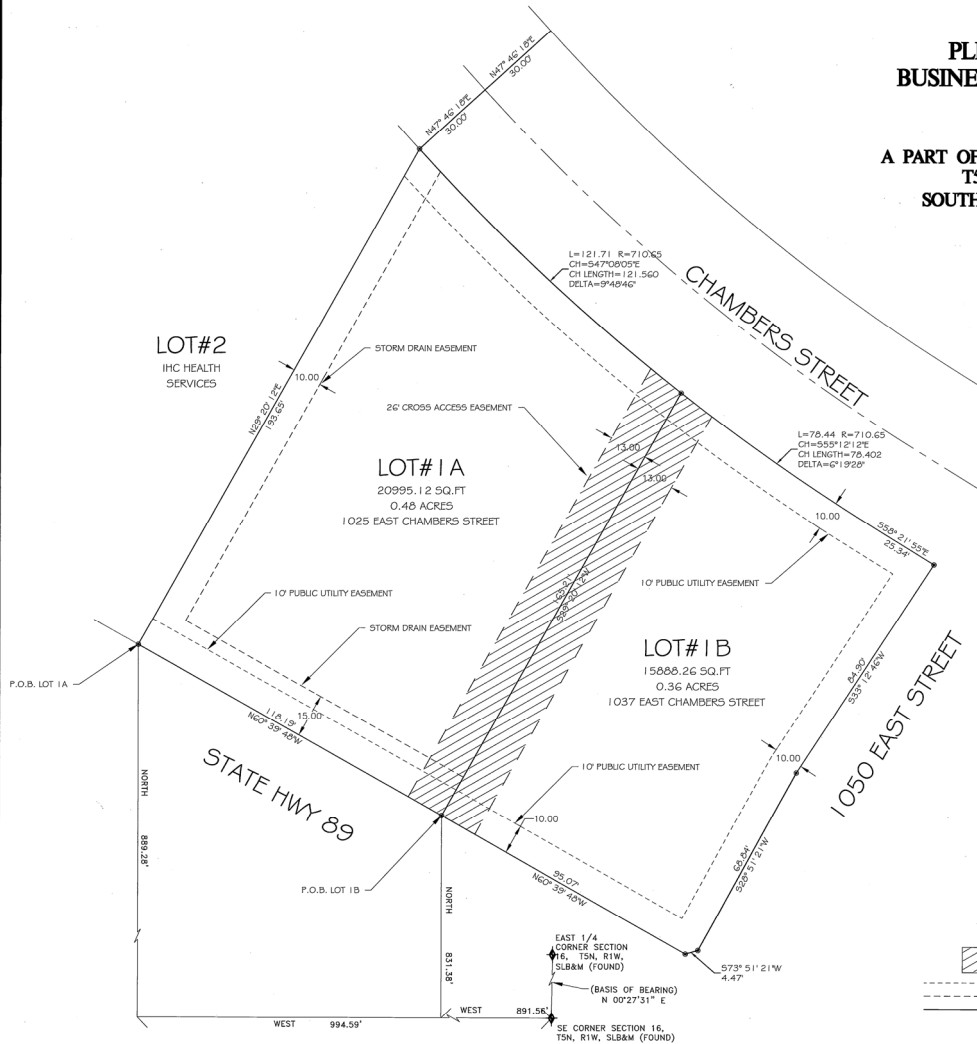 PL
BUSINE
A PART OF
T5
SOUTH
N47° 46' 18"E
30.00'
N47° 46' 18"E
30.00'
L=121.71 R=710.65
CH=S47°08'05"E
CH LENGTH=121.560
DELTA=9°48'46"
CHAMBERS STREET
LOT#2
IHC HEALTH
SERVICES
STORM DRAIN EASEMENT
10.00
N29° 20' 12"E
193.65'
26' CROSS ACCESS EASEMENT
13.00
13.00
L=78.44 R=710.65
CH=S55°12'12"E
CH LENGTH=78.402
DELTA=6°19'28"
LOT#1A
20995.12 SQ.FT
0.48 ACRES
1025 EAST CHAMBERS STREET
10.00
S58° 21' 55"E
25.34'
10' PUBLIC UTILITY EASEMENT
165.21'
S29° 20' 12"W
10' PUBLIC UTILITY EASEMENT
STORM DRAIN EASEMENT
LOT#1B
15888.26 SQ.FT
0.36 ACRES
1037 EAST CHAMBERS STREET
84.90'
S33° 12' 46"W
1050 EAST STREET
P.O.B. LOT 1A
118.19'
N60° 39' 48"W
15.00
STATE HWY 89
10.00
10' PUBLIC UTILITY EASEMENT
10.00
68.84'
S28° 51' 21"W
NORTH
889.28'
P.O.B. LOT 1B
95.07'
N60° 39' 48"W
NORTH
831.38'
EAST 1/4
CORNER SECTION
16, T5N, R1W,
SLB&M (FOUND)
(BASIS OF BEARING)
N 00°27'31" E
S73° 51' 21"W
4.47'
WEST 891.56'
WEST 994.59'
SE CORNER SECTION 16,
T5N, R1W, SLB&M (FOUND)